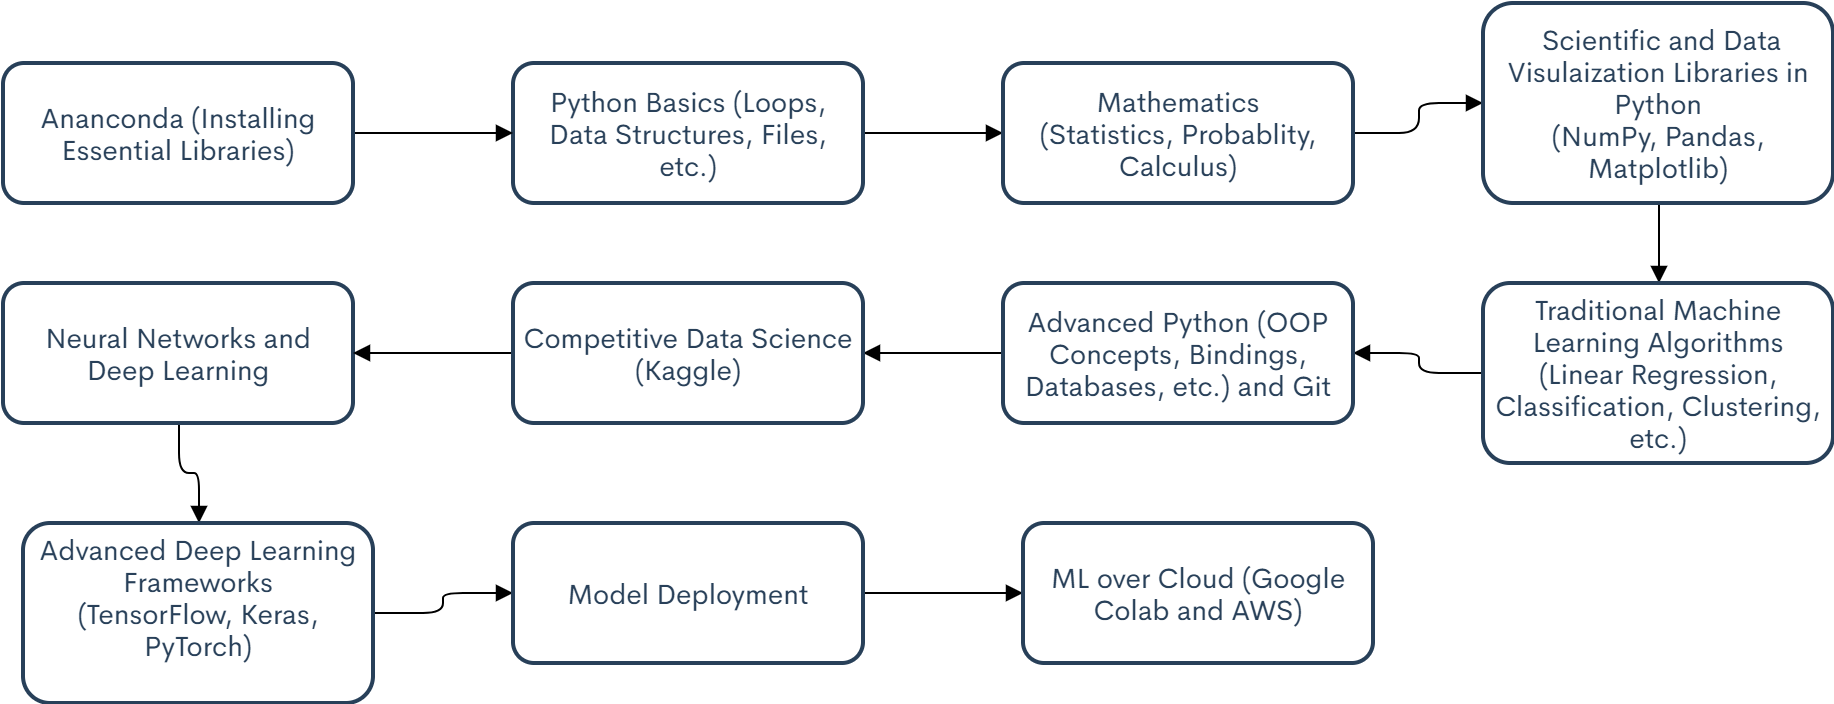 Ananconda (Installing
Essential Libraries)
Python Basics (Loops,
Data Structures, Files,
etc.)
Mathematics
(Statistics, Probablity,
Calculus)
Scientific and Data
Visulaization Libraries in
Python
(NumPy, Pandas,
Matplotlib)
Traditional Machine
Learning Algorithms
(Linear Regression,
Classification, Clustering,
etc.)
Advanced Python (OOP
Concepts, Bindings,
Databases, etc.) and Git
Competitive Data Science
(Kaggle)
Neural Networks and
Deep Learning
Advanced Deep Learning
Frameworks
(TensorFlow, Keras,
PyTorch)
Model Deployment
ML over Cloud (Google
Colab and AWS)